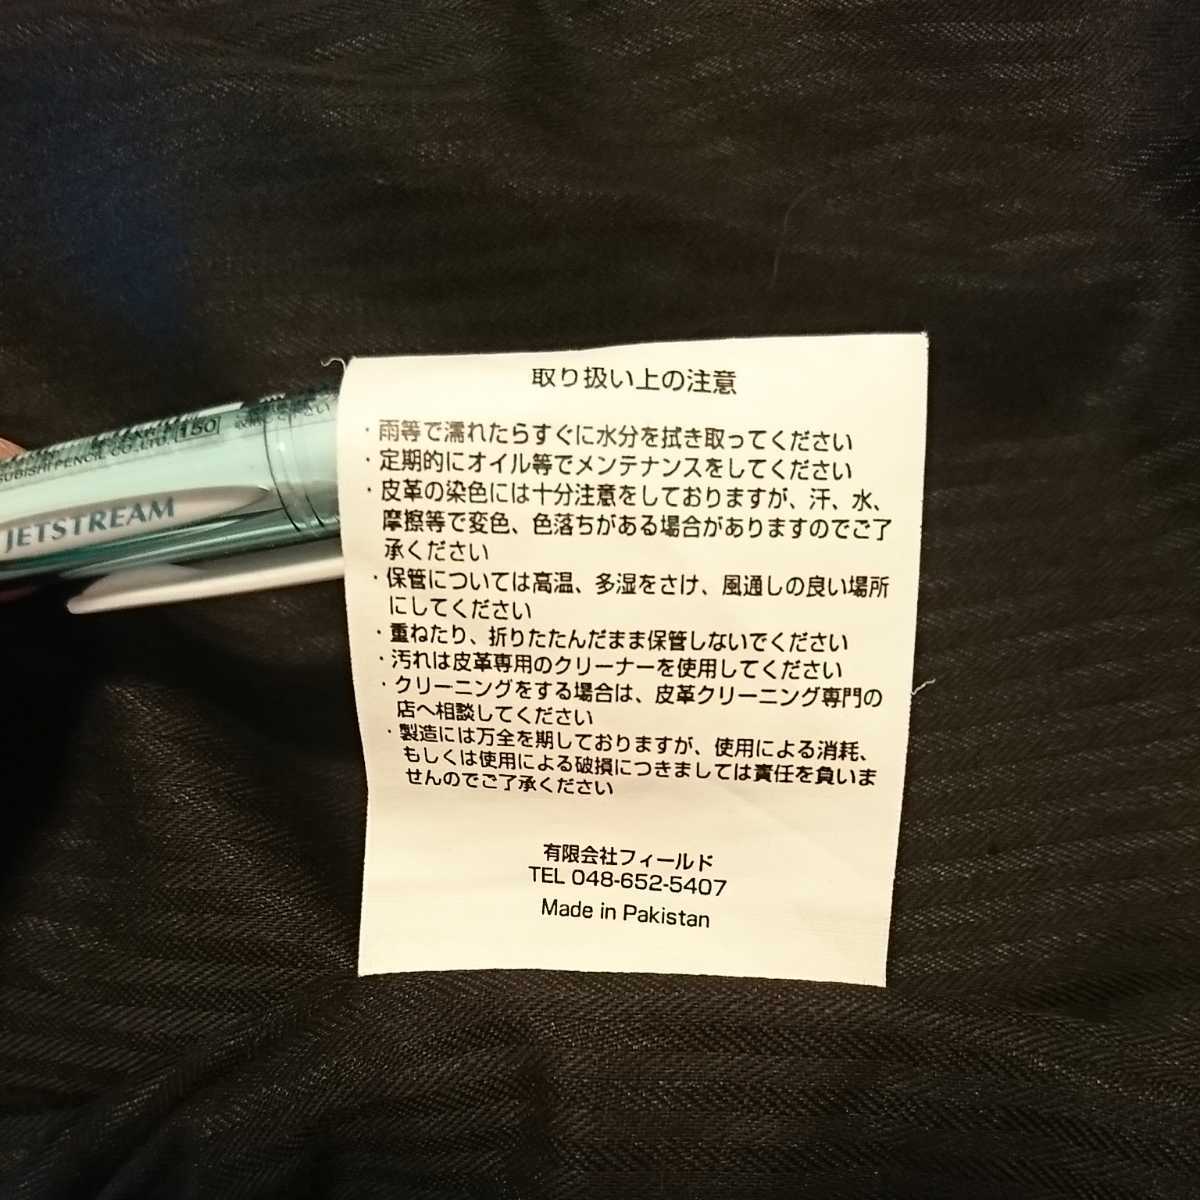 取り扱い上の注意
・雨等で濡れたらすぐに水分を拭き取ってください
・定期的にオイル等でメンテナンスをしてください
・皮革の染色には十分注意をしておりますが、汗、水、
摩擦等で変色、色落ちがある場合がありますのでご了
承ください
・保管については高温、多湿をさけ、風通しの良い場所
にしてください
・重ねたり、折りたたんだまま保管しないでください
・汚れは皮革専用のクリーナーを使用してください
・クリーニングをする場合は、皮革クリーニング専門の
店へ相談してください
・製造には万全を期しておりますが、使用による消耗、
もしくは使用による破損につきましては責任を負いま
せんのでご了承ください
有限会社フィールド
TEL 048-652-5407
Made in Pakistan
SUBISHI PENCIL CO., LTD. [150]
JETSTREAM